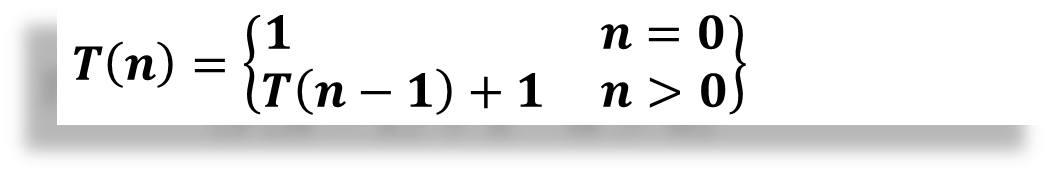 T(n) = {1 n = 0
T(n − 1) + 1 n > 0}